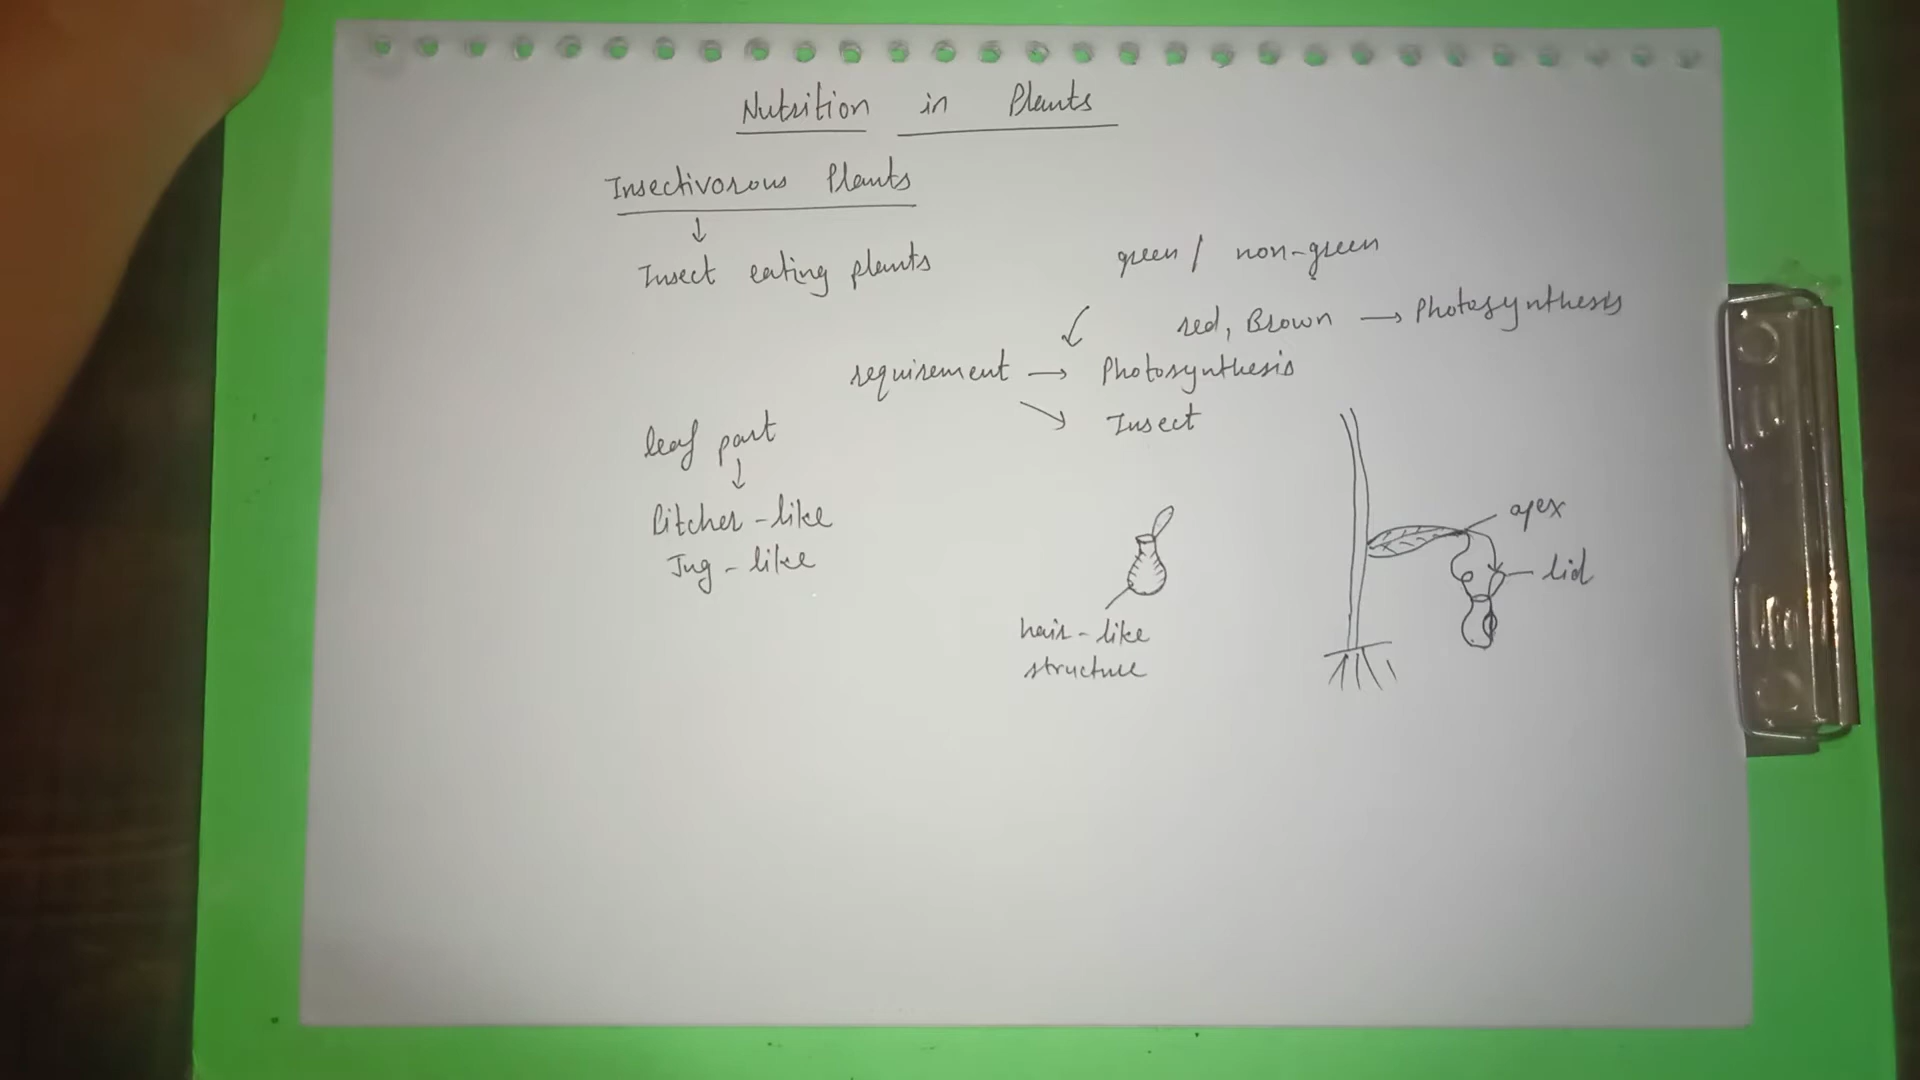 Nutrition in Plants
Insectivorous Plants
↓
Insect eating plants
green / non-green
red, Brown → Photosynthesis
requirement → Photosynthesis
Insect
leaf part
↓
Pitcher-like
Jug-like
apex
lid
hair-like
structure